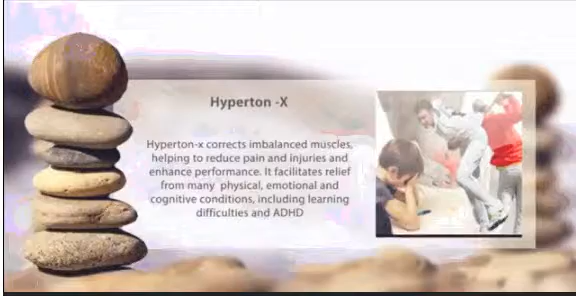 Hyperton -X
Hyperton-x corrects imbalanced muscles,
helping to reduce pain and injuries and
enhance performance. It facilitates relief
from many physical, emotional and
cognitive conditions, including learning
difficulties and ADHD